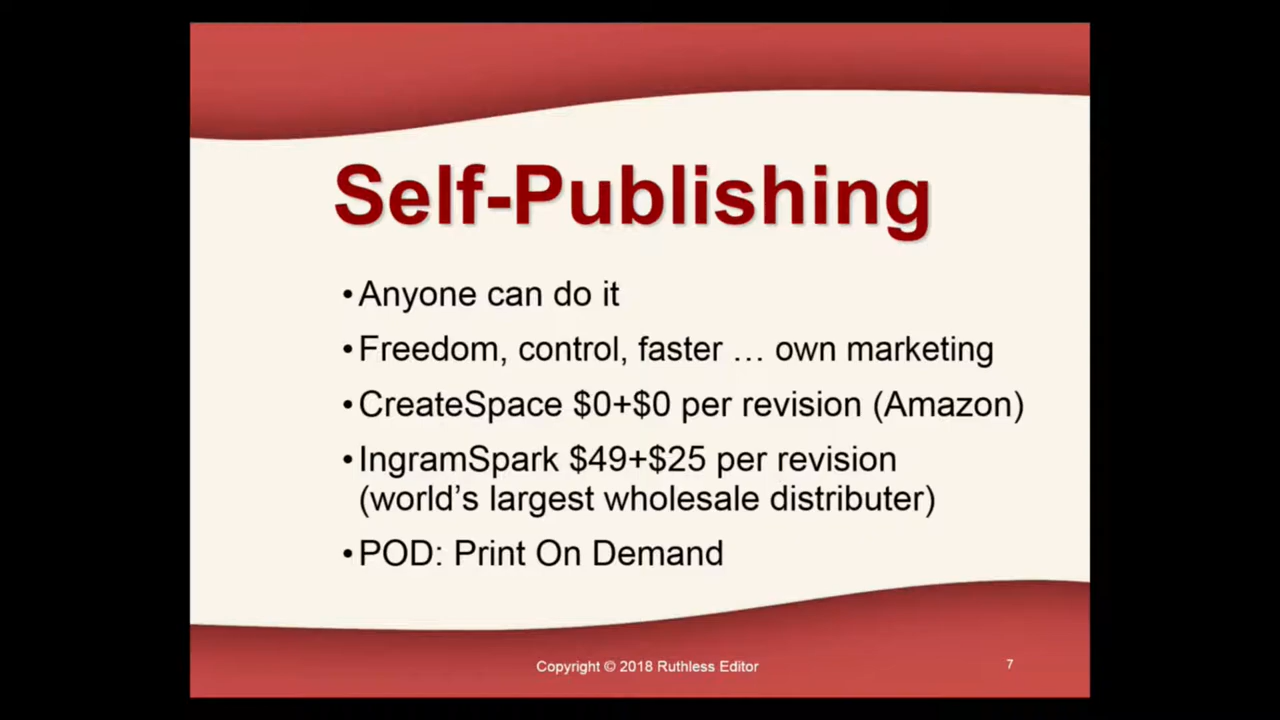 Self-Publishing
•Anyone can do it
•Freedom, control, faster … own marketing
•CreateSpace $0+$0 per revision (Amazon)
•IngramSpark $49+$25 per revision
(world’s largest wholesale distributer)
•POD: Print On Demand
Copyright © 2018 Ruthless Editor
7